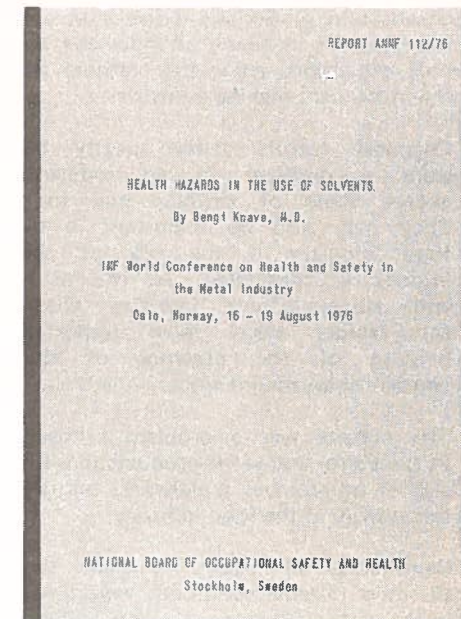 REPORT AMMF 112/76
HEALTH HAZARDS IN THE USE OF SOLVENTS.
By Bengt Knave, M.D.
IMF World Conference on Health and Safety in
the Metal Industry
Oslo, Norway, 16 - 19 August 1976
NATIONAL BOARD OF OCCUPATIONAL SAFETY AND HEALTH
Stockholm, Sweden